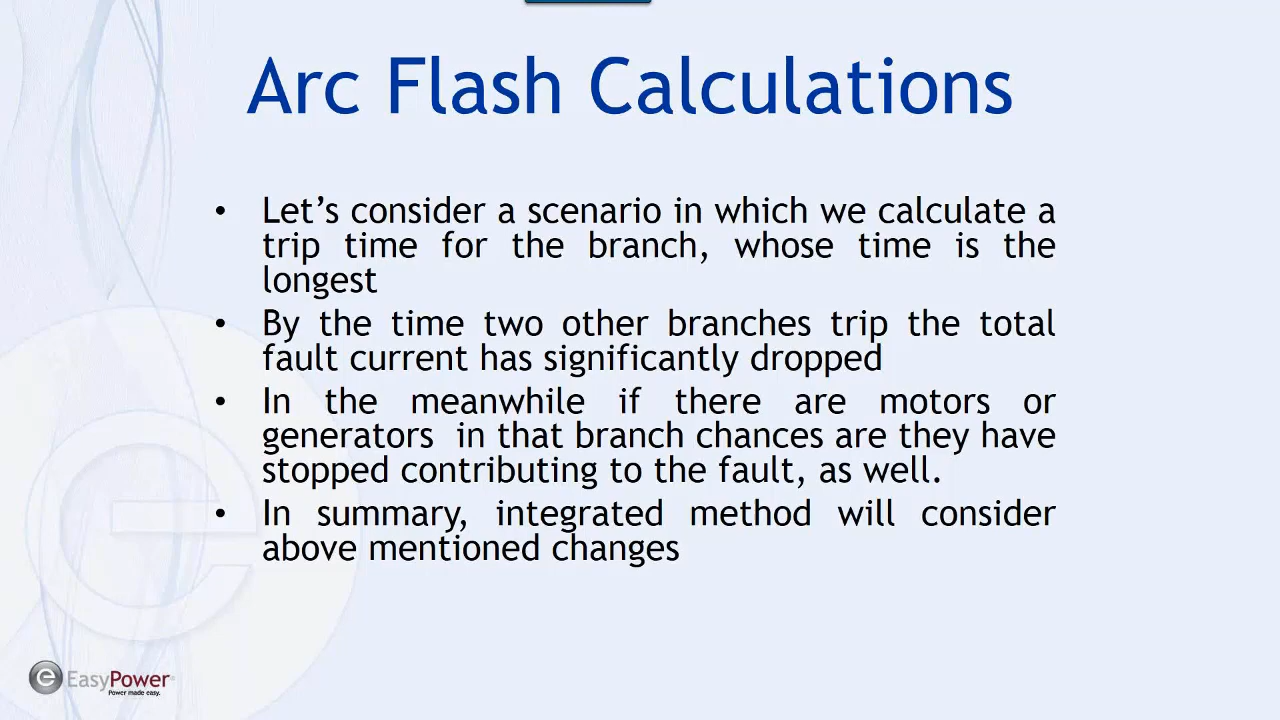 Arc Flash Calculations
• Let’s consider a scenario in which we calculate a
trip time for the branch, whose time is the
longest
• By the time two other branches trip the total
fault current has significantly dropped
• In the meanwhile if there are motors or
generators in that branch chances are they have
stopped contributing to the fault, as well.
• In summary, integrated method will consider
above mentioned changes
e EasyPower
Power made easy.